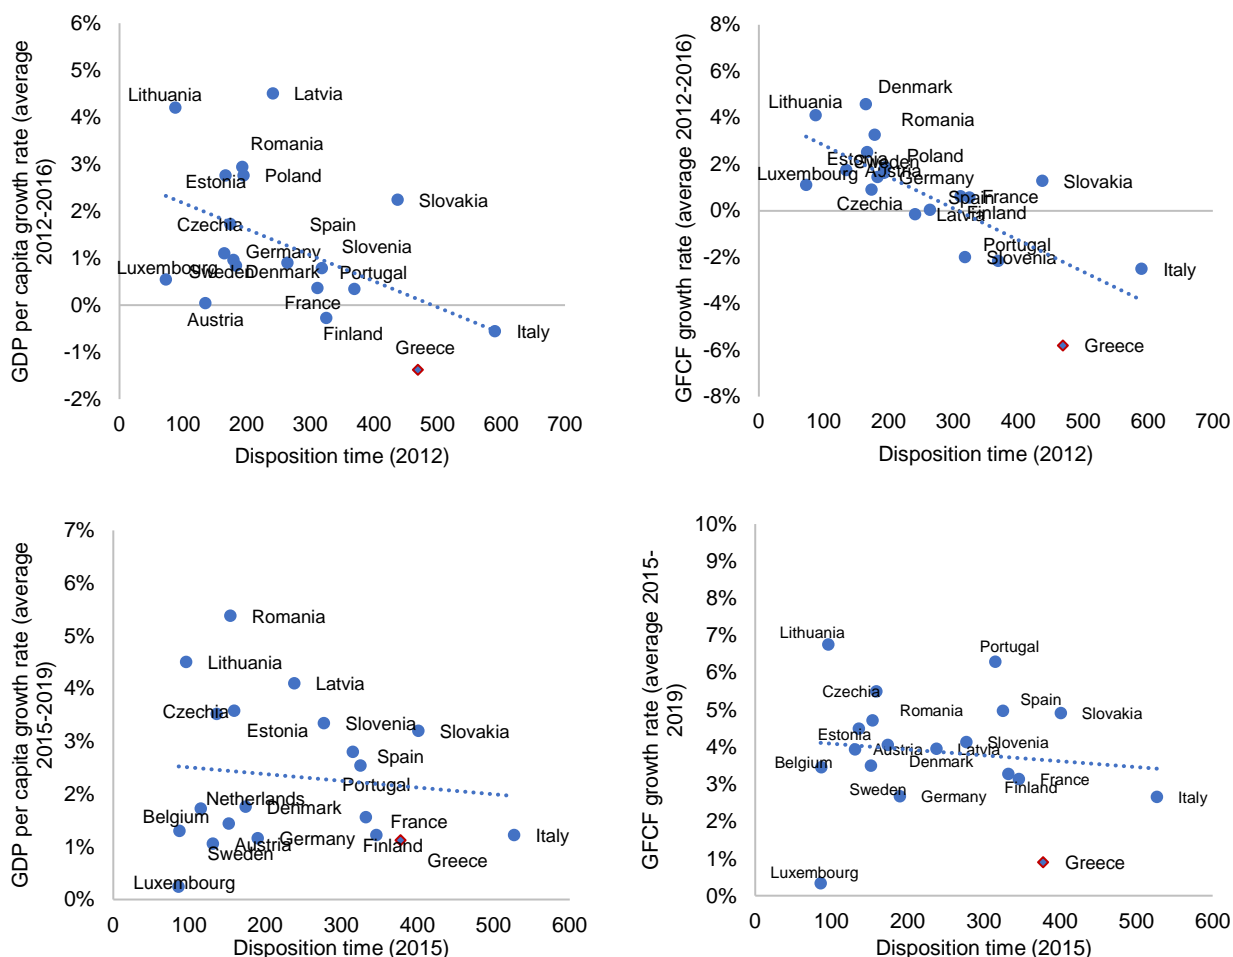 6%
5%
4%
3%
2%
1%
0%
-1%
-2%
GDP per capita growth rate (average
2012-2016)
Lithuania
Latvia
Romania
Estonia
Poland
Slovakia
Czechia
Spain
Germany
Slovenia
Luxembourg
Sweden
Denmark
Portugal
Austria
France
Finland
Italy
Greece
0 100 200 300 400 500 600 700
Disposition time (2012)
8%
6%
4%
2%
0%
-2%
-4%
-6%
-8%
GFCF growth rate (average 2012-2016)
Denmark
Lithuania
Romania
Estonia
Sweden
Poland
Luxembourg
Austria
Germany
Slovakia
Czechia
Spain
France
Latvia
Finland
Portugal
Slovenia
Italy
Greece
0 100 200 300 400 500 600 700
Disposition time (2012)
7%
6%
5%
4%
3%
2%
1%
0%
GDP per capita growth rate (average
2015-2019)
Romania
Lithuania
Latvia
Czechia
Estonia
Slovenia
Slovakia
Spain
Portugal
Netherlands
Belgium
Denmark
France
Germany
Austria
Sweden
Finland
Italy
Greece
Luxembourg
0 100 200 300 400 500 600
Disposition time (2015)
10%
9%
8%
7%
6%
5%
4%
3%
2%
1%
0%
GFCF growth rate (average 2015-
2019)
Lithuania
Portugal
Czechia
Romania
Spain
Slovakia
Estonia
Austria
Latvia
Slovenia
Belgium
Denmark
Sweden
Germany
Finland
France
Italy
Luxembourg
Greece
0 100 200 300 400 500 600
Disposition time (2015)